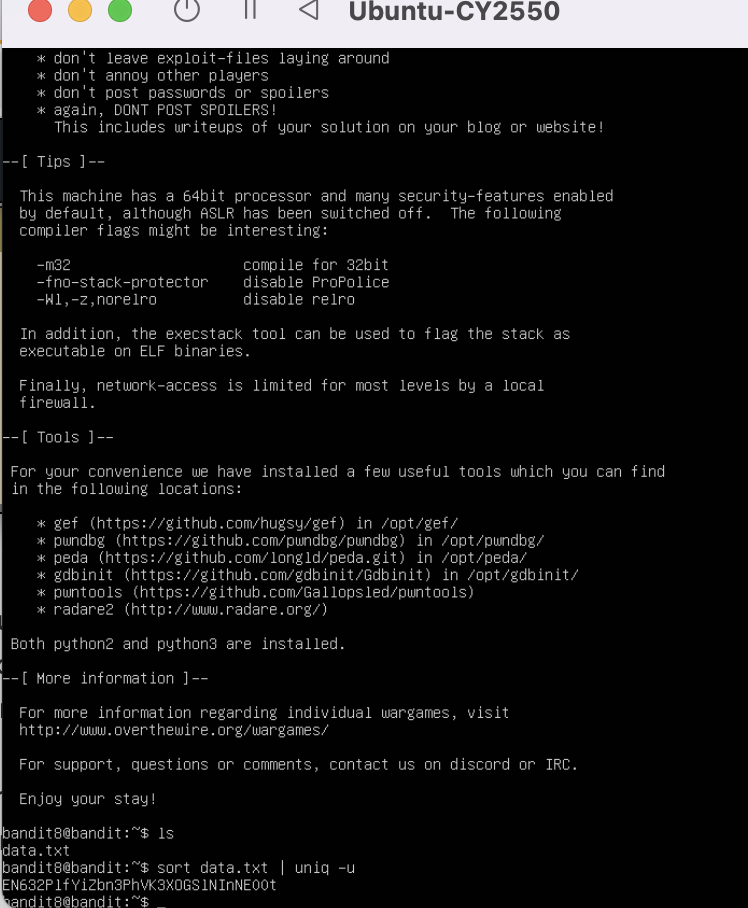 Ubuntu-CY2550
* don't leave exploit-files laying around
* don't annoy other players
* don't post passwords or spoilers
* again, DONT POST SPOILERS!
This includes writeups of your solution on your blog or website!
--[ Tips ]--
This machine has a 64bit processor and many security-features enabled
by default, although ASLR has been switched off.  The following
compiler flags might be interesting:
-m32                    compile for 32bit
-fno-stack-protector    disable ProPolice
-Wl,-z,norelro          disable relro
In addition, the execstack tool can be used to flag the stack as
executable on ELF binaries.
Finally, network-access is limited for most levels by a local
firewall.
--[ Tools ]--
For your convenience we have installed a few useful tools which you can find
in the following locations:
* gef (https://github.com/hugsy/gef) in /opt/gef/
* pwndbg (https://github.com/pwndbg/pwndbg) in /opt/pwndbg/
* peda (https://github.com/longld/peda.git) in /opt/peda/
* gdbinit (https://github.com/gdbinit/Gdbinit) in /opt/gdbinit/
* pwntools (https://github.com/Gallopsled/pwntools)
* radare2 (http://www.radare.org/)
Both python2 and python3 are installed.
--[ More information ]--
For more information regarding individual wargames, visit
http://www.overthewire.org/wargames/
For support, questions or comments, contact us on discord or IRC.
Enjoy your stay!
bandit8@bandit:~$ ls
data.txt
bandit8@bandit:~$ sort data.txt | uniq -u
EN632PlfYiZbn3PhVK3XOGSlNInNE00t
bandit8@bandit:~$ _